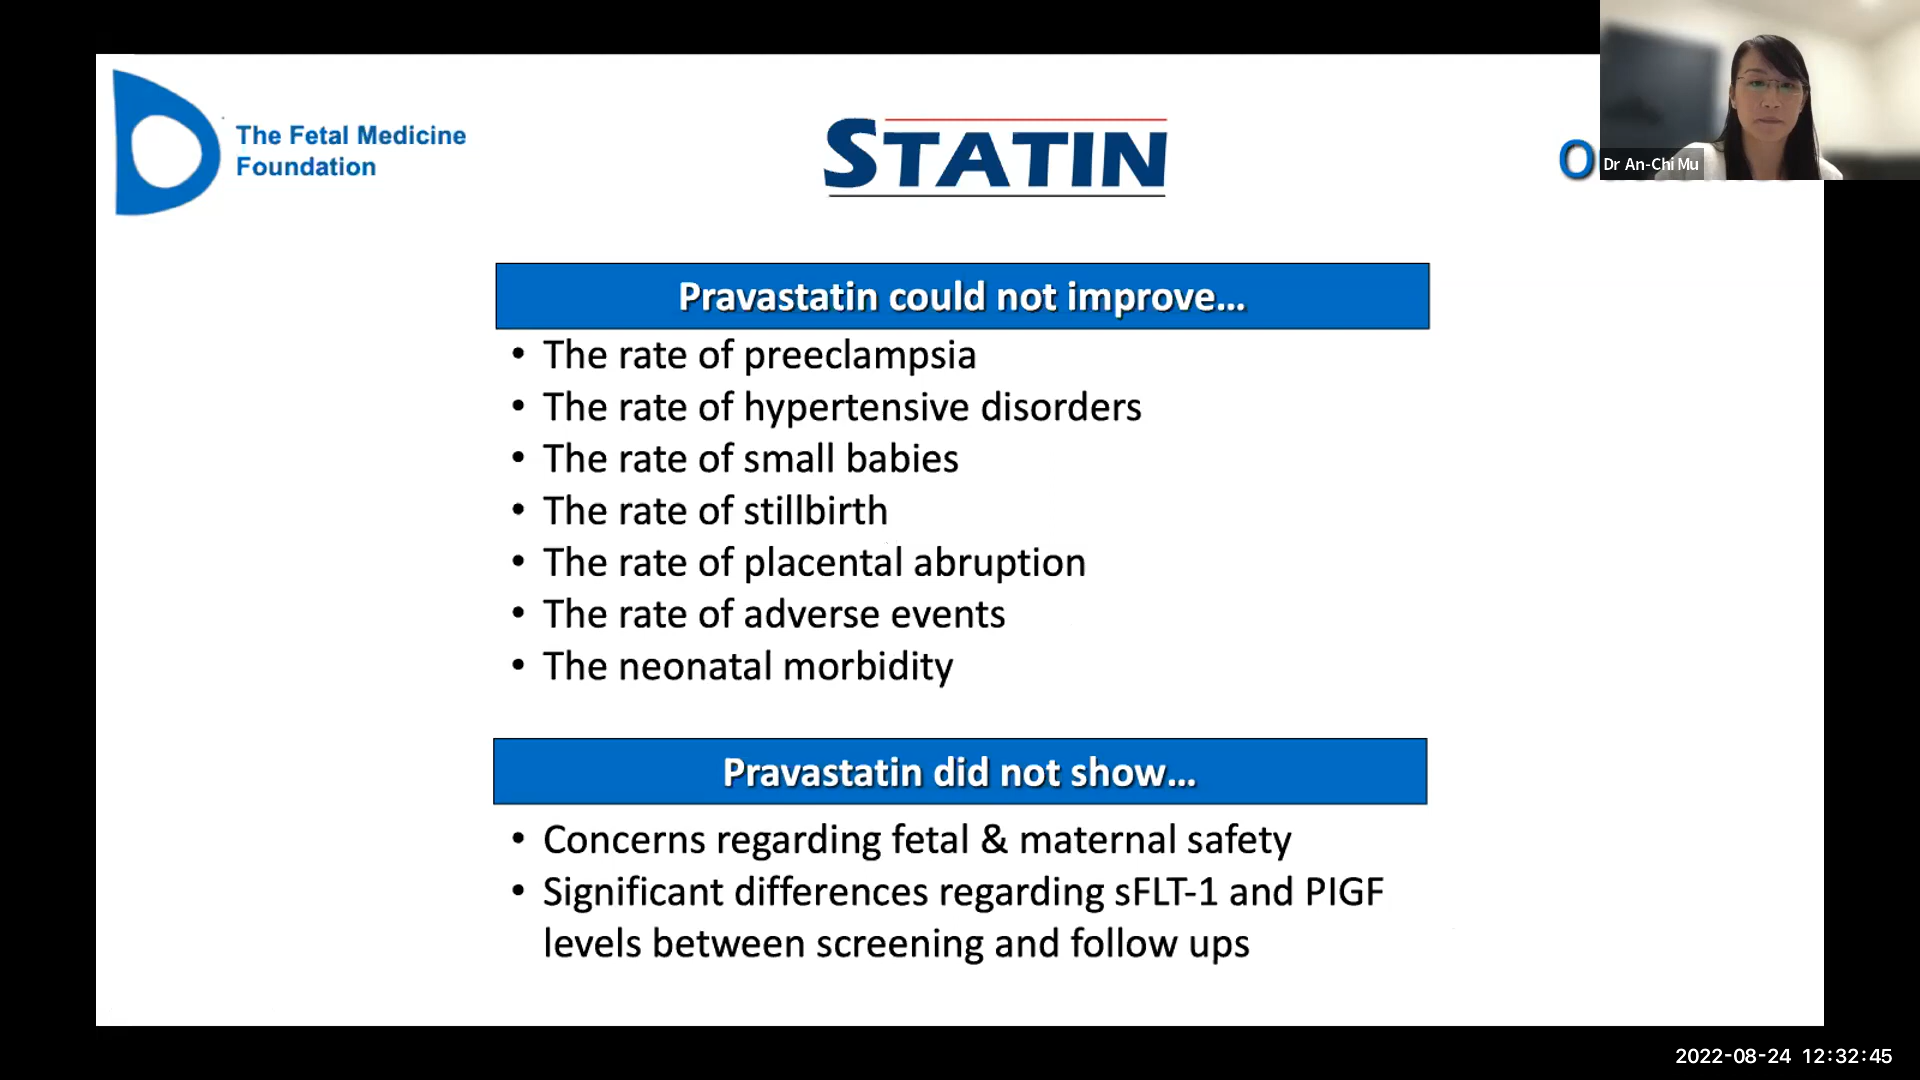 The Fetal Medicine
Foundation
STATIN
Dr An-Chi Mu
Pravastatin could not improve...
• The rate of preeclampsia
• The rate of hypertensive disorders
• The rate of small babies
• The rate of stillbirth
• The rate of placental abruption
• The rate of adverse events
• The neonatal morbidity
Pravastatin did not show...
• Concerns regarding fetal & maternal safety
• Significant differences regarding sFLT-1 and PIGF
levels between screening and follow ups
2022-08-24 12:32:45